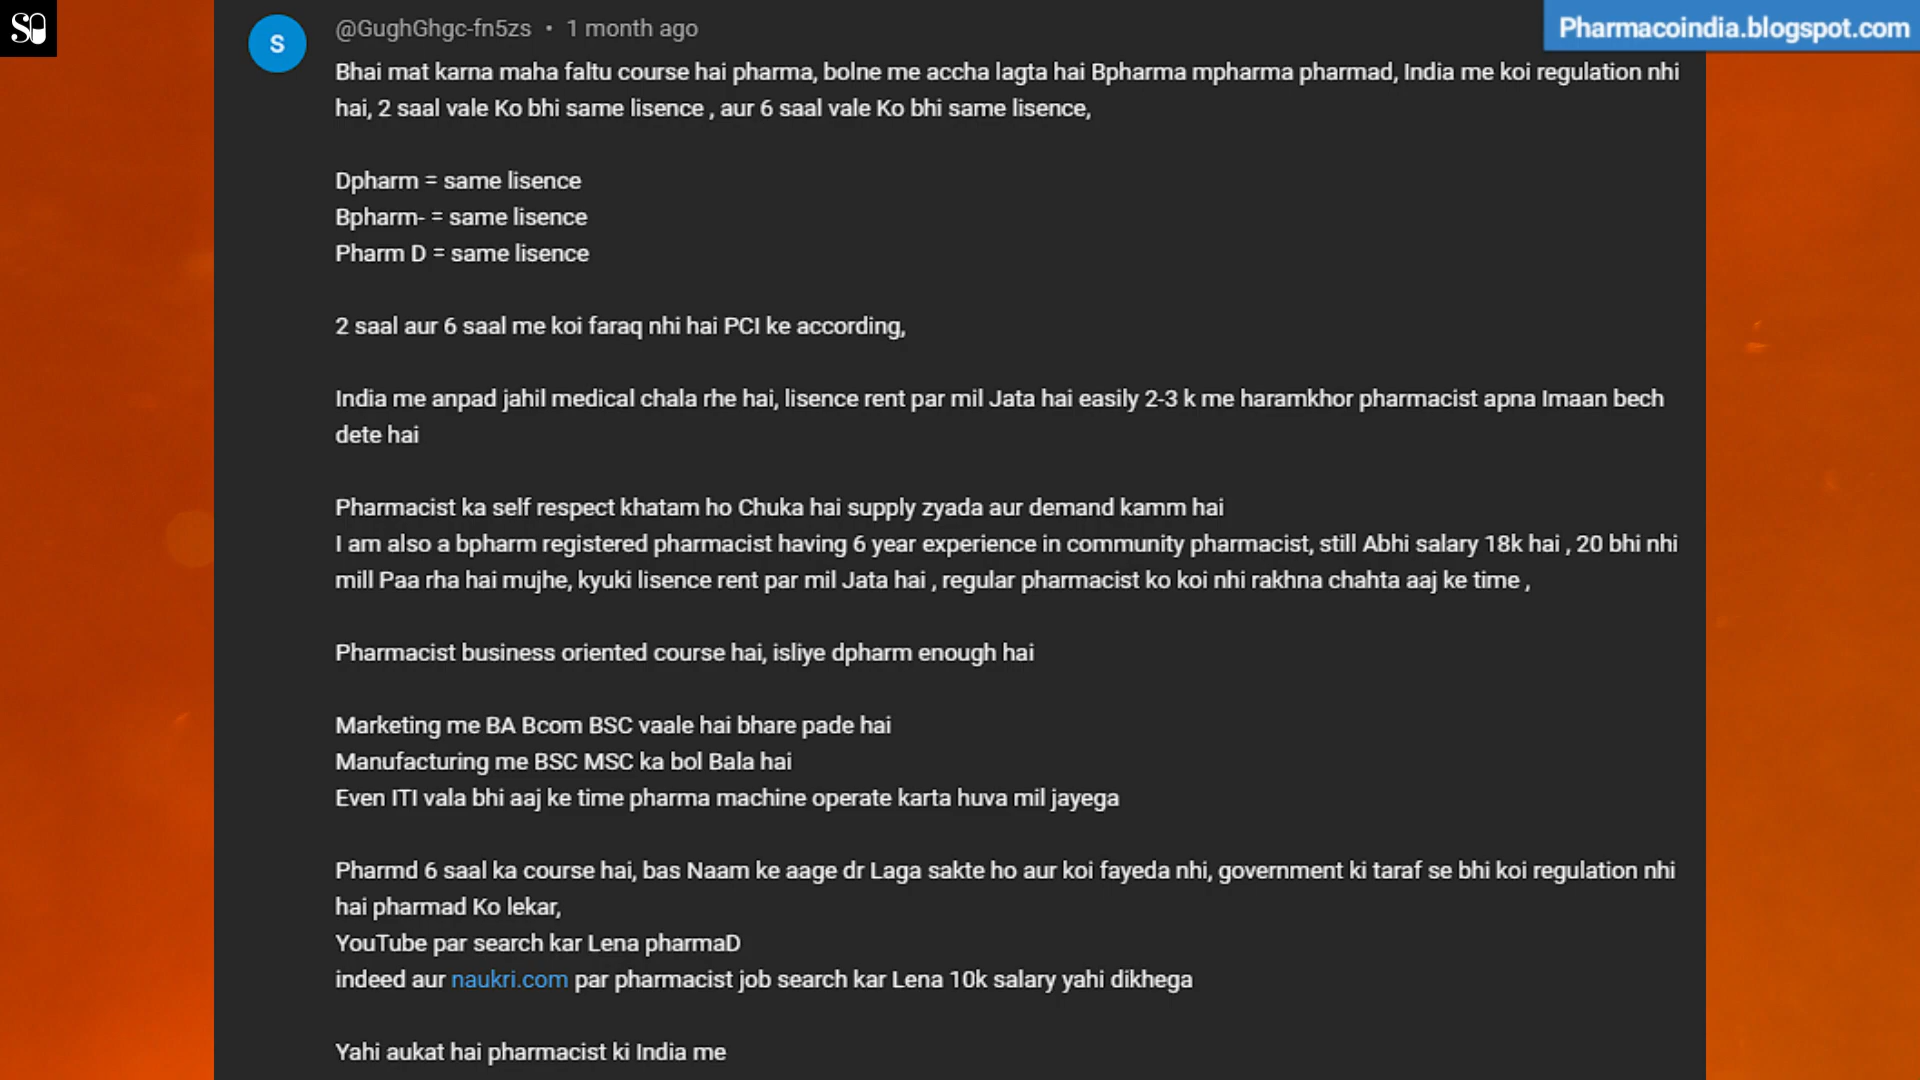 S
Pharmacoindia.blogspot.com
S
@GughGhgc-fn5zs • 1 month ago
Bhai mat karna maha faltu course hai pharma, bolne me accha lagta hai Bpharma mpharma pharmad, India me koi regulation nhi
hai, 2 saal vale Ko bhi same lisence , aur 6 saal vale Ko bhi same lisence,
Dpharm = same lisence
Bpharm- = same lisence
Pharm D = same lisence
2 saal aur 6 saal me koi faraq nhi hai PCI ke according,
India me anpad jahil medical chala rhe hai, lisence rent par mil Jata hai easily 2-3 k me haramkhor pharmacist apna Imaan bech
dete hai
Pharmacist ka self respect khatam ho Chuka hai supply zyada aur demand kamm hai
I am also a bpharm registered pharmacist having 6 year experience in community pharmacist, still Abhi salary 18k hai , 20 bhi nhi
mill Paa rha hai mujhe, kyuki lisence rent par mil Jata hai , regular pharmacist ko koi nhi rakhna chahta aaj ke time ,
Pharmacist business oriented course hai, isliye dpharm enough hai
Marketing me BA Bcom BSC vaale hai bhare pade hai
Manufacturing me BSC MSC ka bol Bala hai
Even ITI vala bhi aaj ke time pharma machine operate karta huva mil jayega
Pharmd 6 saal ka course hai, bas Naam ke aage dr Laga sakte ho aur koi fayeda nhi, government ki taraf se bhi koi regulation nhi
hai pharmad Ko lekar,
YouTube par search kar Lena pharmaD
indeed aur naukri.com par pharmacist job search kar Lena 10k salary yahi dikhega
Yahi aukat hai pharmacist ki India me